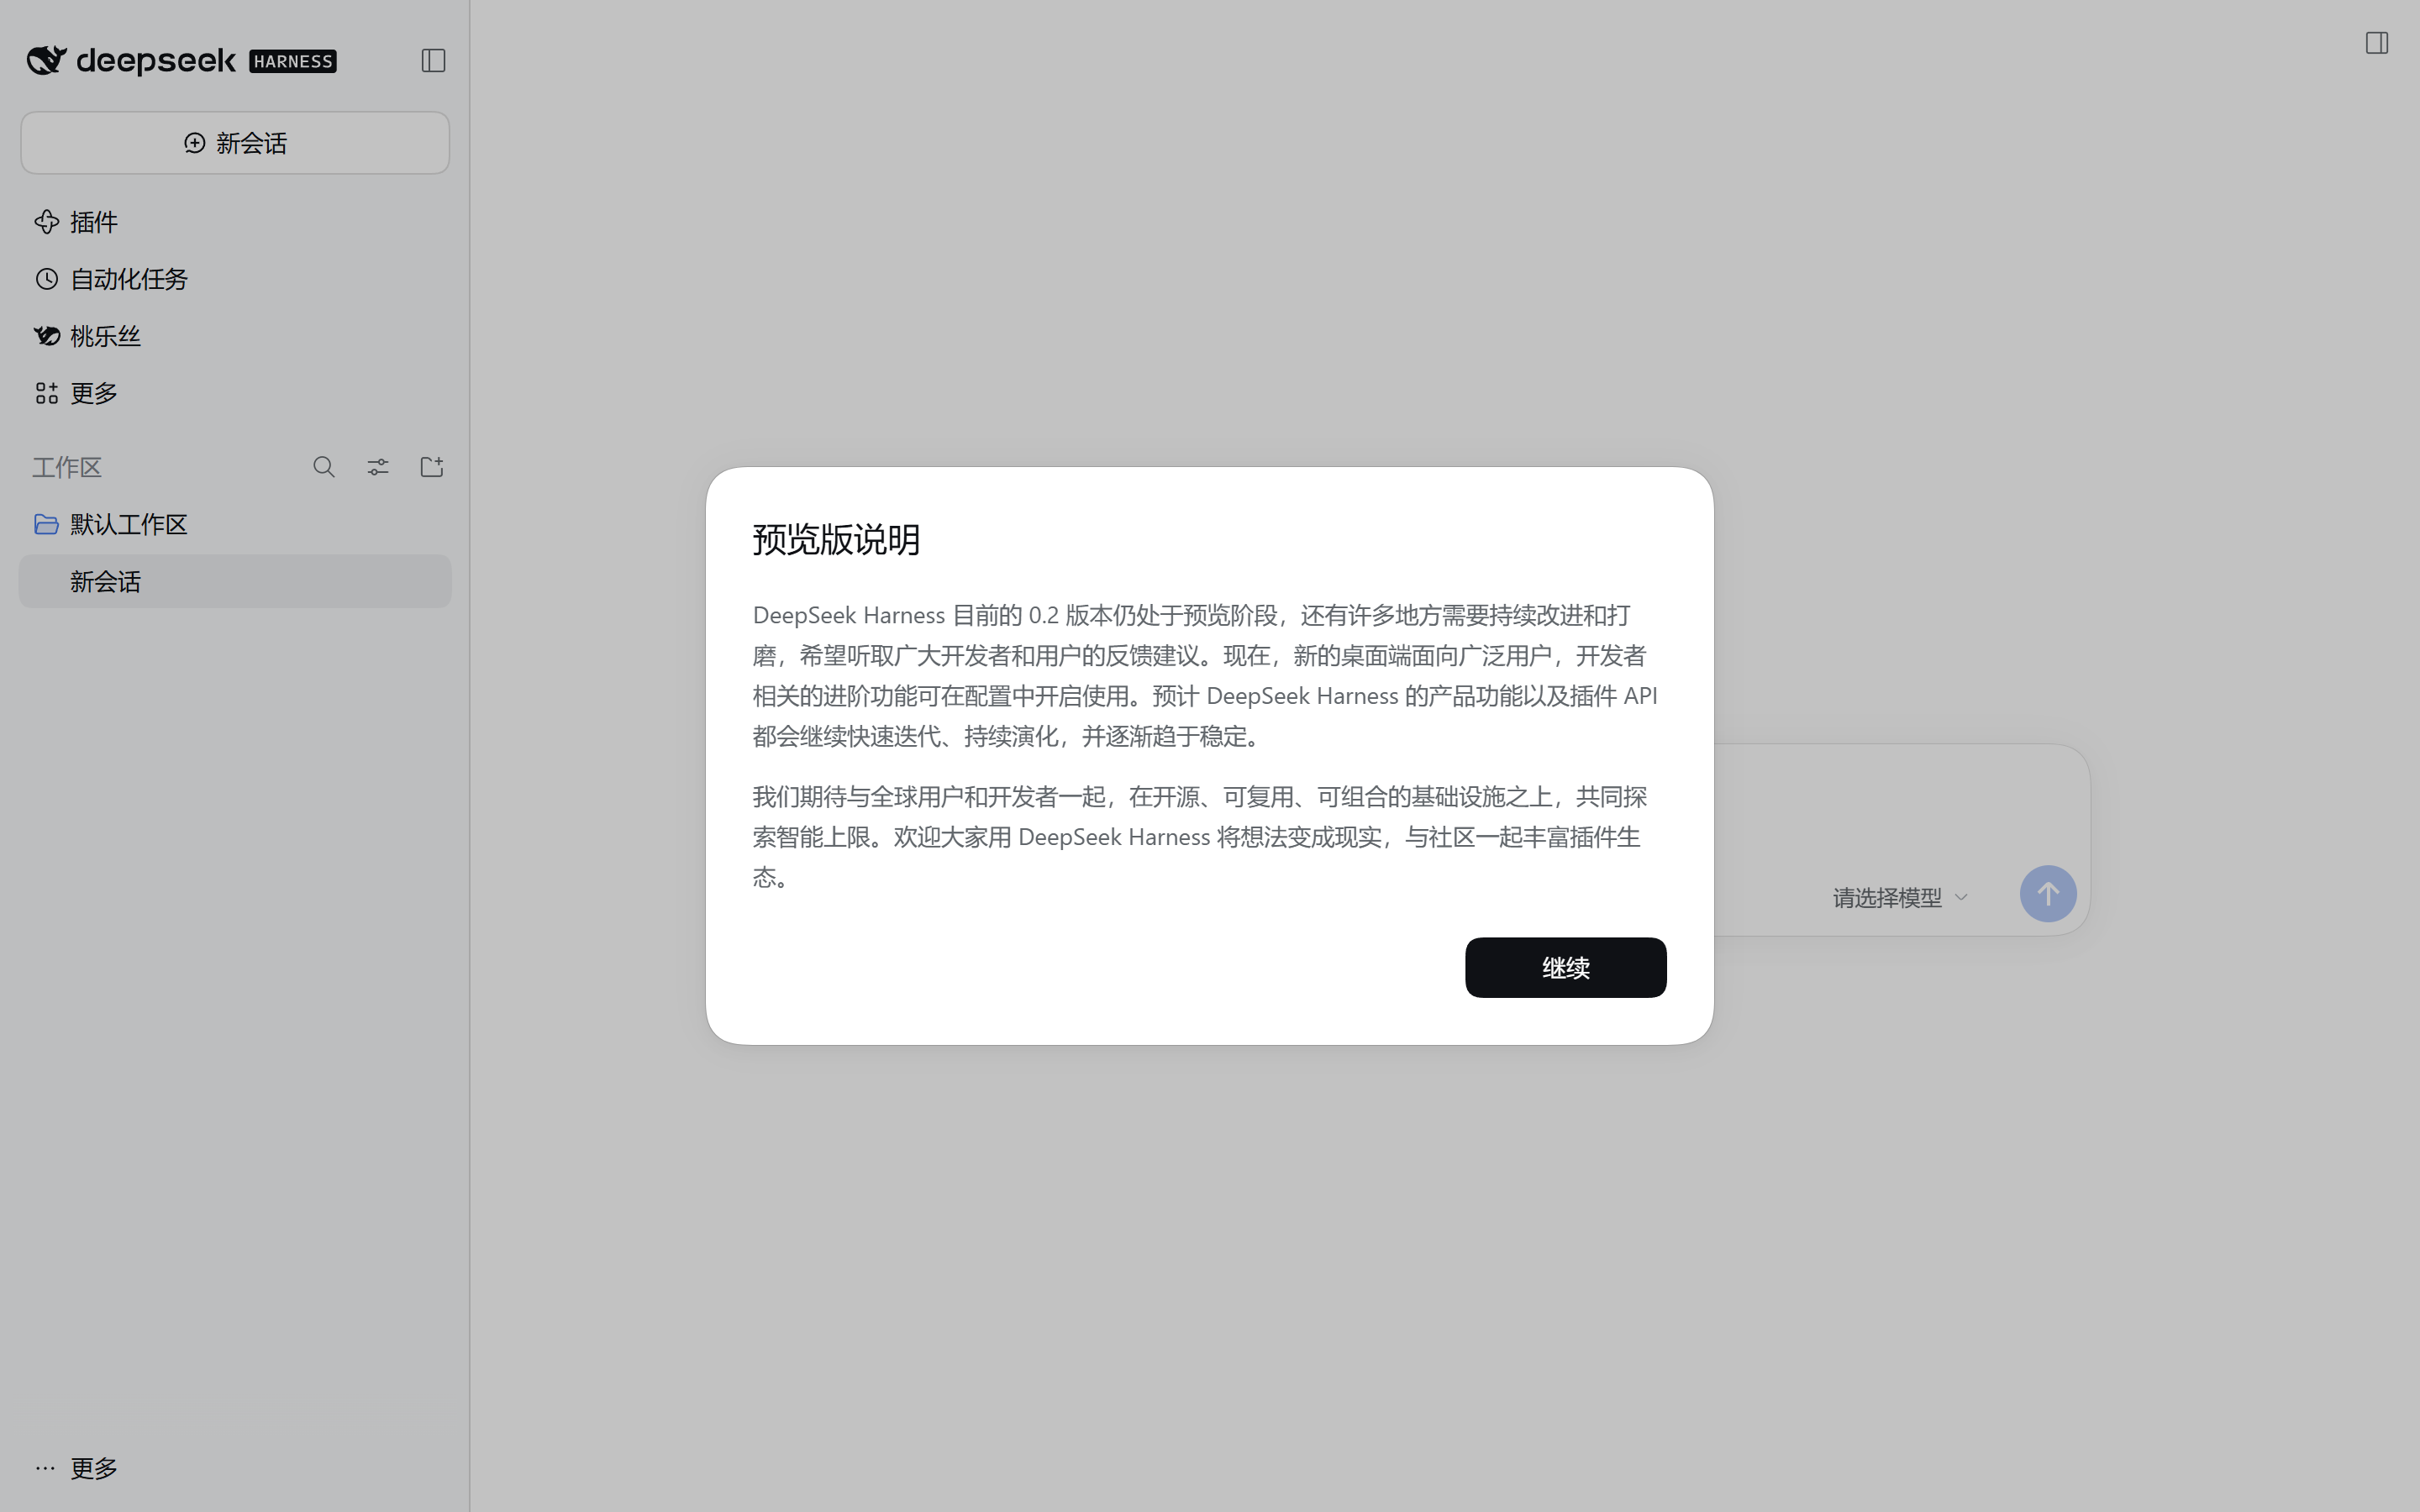 deepseek HARNESS
新会话
插件
自动化任务
桃乐丝
更多
工作区
默认工作区
新会话
更多
预览版说明
DeepSeek Harness 目前的 0.2 版本仍处于预览阶段，还有许多地方需要持续改进和打
磨，希望听取广大开发者和用户的反馈建议。现在，新的桌面端面向广泛用户，开发者
相关的进阶功能可在配置中开启使用。预计 DeepSeek Harness 的产品功能以及插件 API
都会继续快速迭代、持续演化，并逐渐趋于稳定。
我们期待与全球用户和开发者一起，在开源、可复用、可组合的基础设施之上，共同探
索智能上限。欢迎大家用 DeepSeek Harness 将想法变成现实，与社区一起丰富插件生
态。
继续
请选择模型